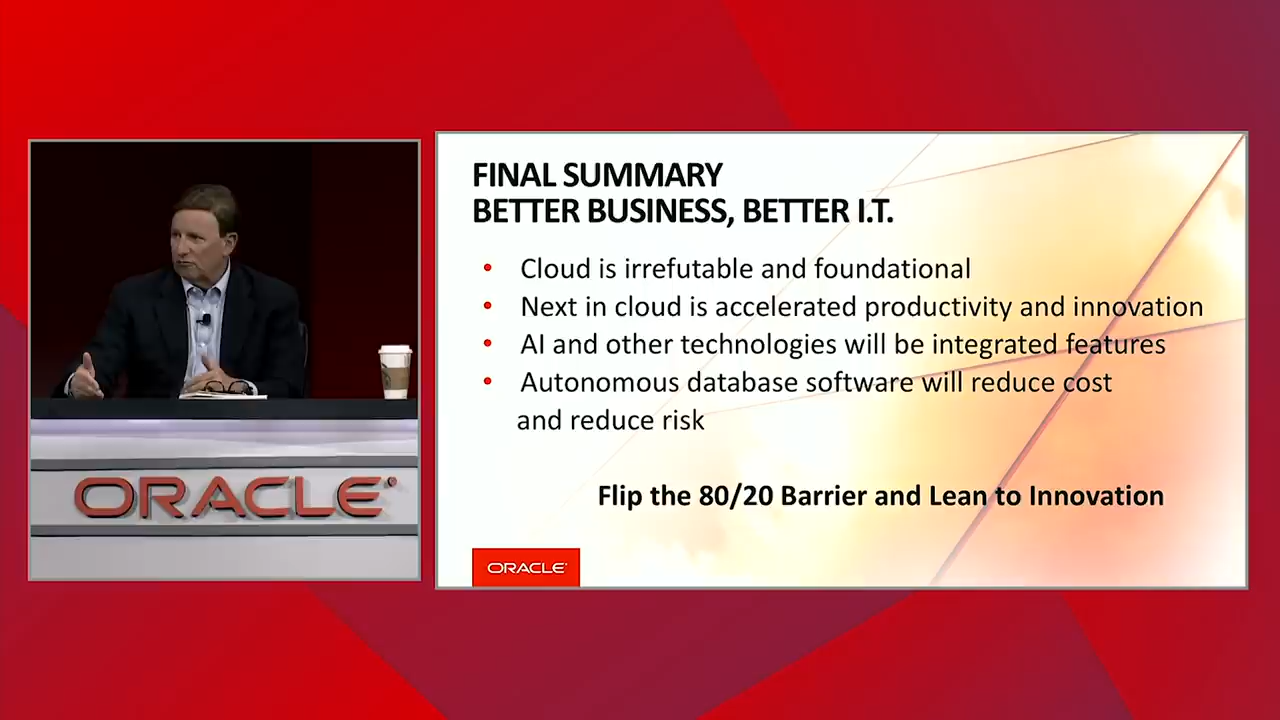 FINAL SUMMARY
BETTER BUSINESS, BETTER I.T.
• Cloud is irrefutable and foundational
• Next in cloud is accelerated productivity and innovation
• AI and other technologies will be integrated features
• Autonomous database software will reduce cost
and reduce risk
Flip the 80/20 Barrier and Lean to Innovation
ORACLE
ORACLE